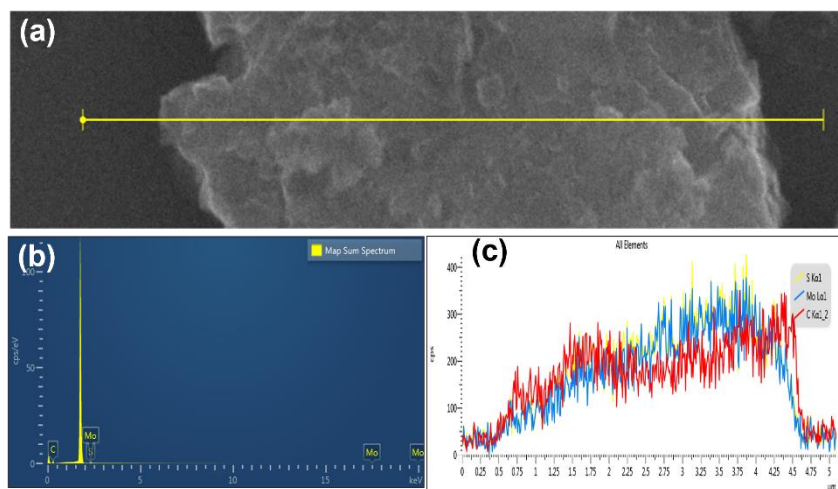 (a)
(b)
Map Sum Spectrum
100
cps/eV
50
0
C
Mo
S
Mo
Mo
0
5
10
15
20
keV
(c)
All Elements
S Kα1
Mo Lα1
C Kα1_2
400
300
200
100
0
cps
0 0.25 0.5 0.75 1 1.25 1.5 1.75 2 2.25 2.5 2.75 3 3.25 3.5 3.75 4 4.25 4.5 4.75 5